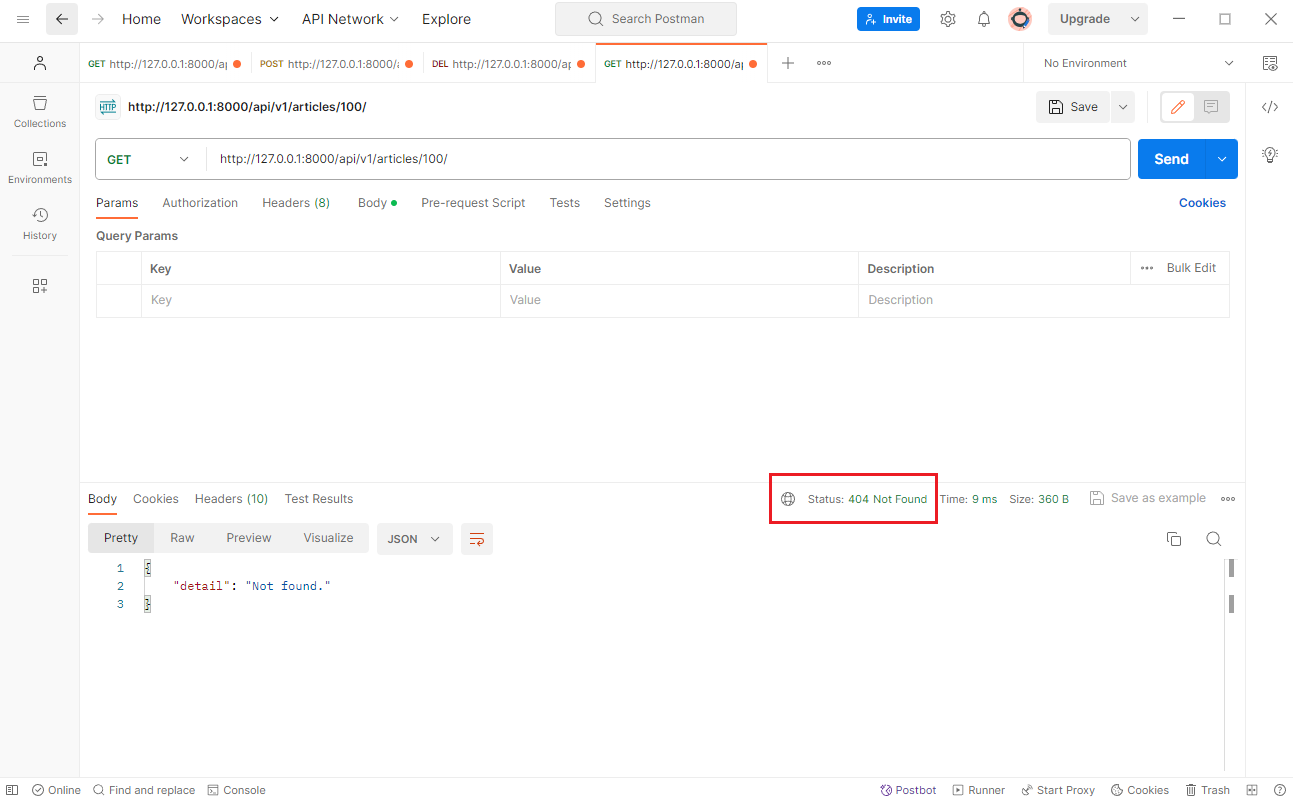 Home Workspaces API Network Explore Search Postman Invite Upgrade
GET http://127.0.0.1:8000/ap POST http://127.0.0.1:8000/a DEL http://127.0.0.1:8000/ap GET http://127.0.0.1:8000/ap No Environment
HTTP http://127.0.0.1:8000/api/v1/articles/100/ Save
Collections
GET http://127.0.0.1:8000/api/v1/articles/100/ Send
Environments
Params Authorization Headers (8) Body Pre-request Script Tests Settings Cookies
History
Query Params
Key Value Description Bulk Edit
Key Value Description
Body Cookies Headers (10) Test Results Status: 404 Not Found Time: 9 ms Size: 360 B Save as example
Pretty Raw Preview Visualize JSON
1 {
2 "detail": "Not found."
3 }
Online Find and replace Console Postbot Runner Start Proxy Cookies Trash